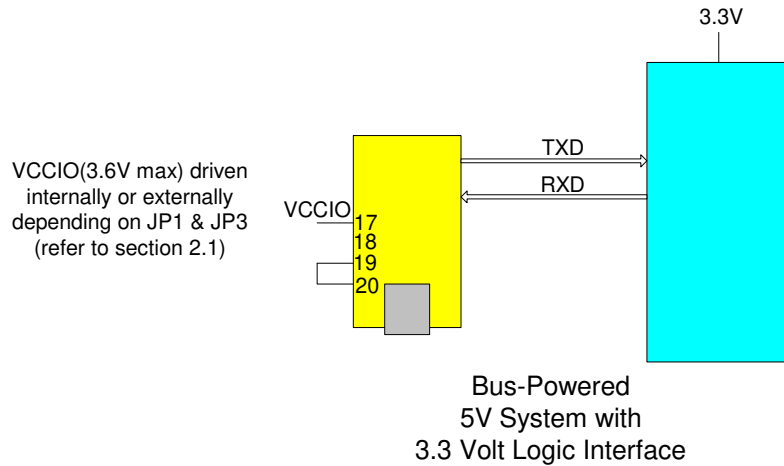 3.3V
TXD
RXD
VCCIO(3.6V max) driven
internally or externally
depending on JP1 & JP3
(refer to section 2.1)
VCCIO
17
18
19
20
Bus-Powered
5V System with
3.3 Volt Logic Interface